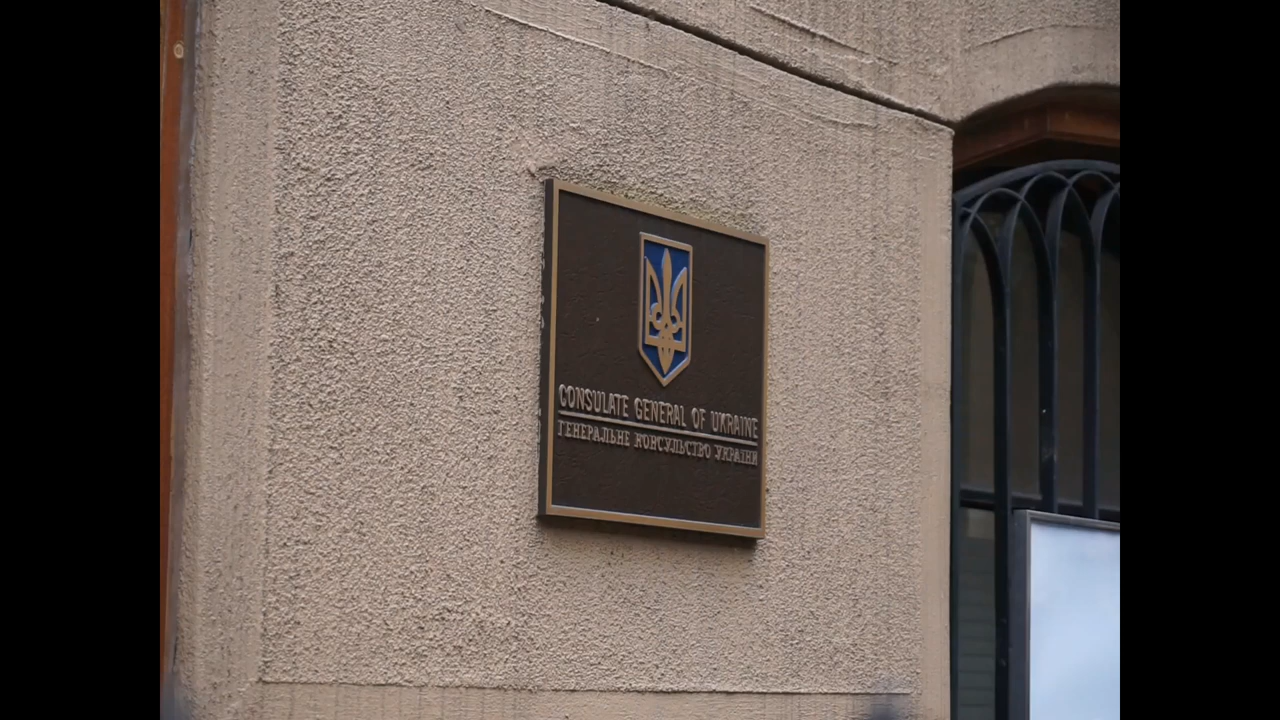 CONSULATE GENERAL OF UKRAINE
ГЕНЕРАЛЬНЕ КОНСУЛЬСТВО УКРАЇНИ